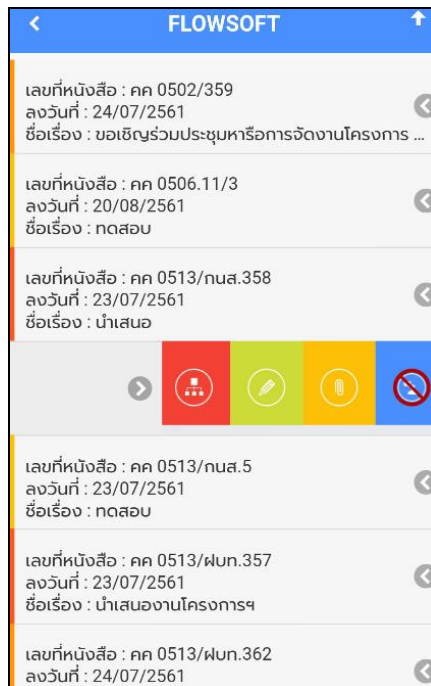 FLOWSOFT
เลขที่หนังสือ : คค 0502/359
ลงวันที่ : 24/07/2561
ชื่อเรื่อง : ขอเชิญร่วมประชุมหารือการจัดงานโครงการ ...
เลขที่หนังสือ : คค 0506.11/3
ลงวันที่ : 20/08/2561
ชื่อเรื่อง : ทดสอบ
เลขที่หนังสือ : คค 0513/กนส.358
ลงวันที่ : 23/07/2561
ชื่อเรื่อง : นำเสนอ
เลขที่หนังสือ : คค 0513/กนส.5
ลงวันที่ : 23/07/2561
ชื่อเรื่อง : ทดสอบ
เลขที่หนังสือ : คค 0513/ฝบท.357
ลงวันที่ : 23/07/2561
ชื่อเรื่อง : นำเสนองานโครงการฯ
เลขที่หนังสือ : คค 0513/ฝบท.362
ลงวันที่ : 24/07/2561